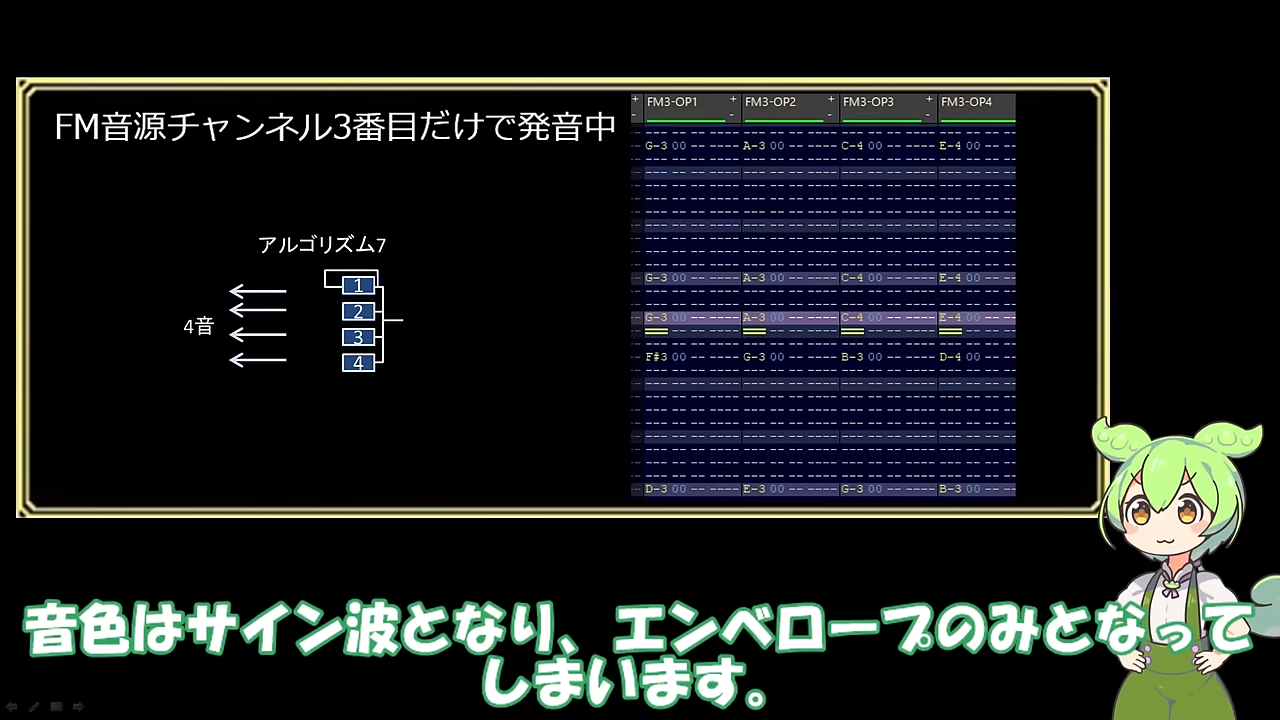 FM音源チャンネル3番目だけで発音中
アルゴリズム7
4音
1
2
3
4
+ FM3-OP1 + FM3-OP2 + FM3-OP3 + FM3-OP4
- - - -
-- G-3 00 -- ---- A-3 00 -- ---- C-4 00 -- ---- E-4 00 -- --
-- G-3 00 -- ---- A-3 00 -- ---- C-4 00 -- ---- E-4 00 -- --
-- G-3 00 -- ---- A-3 00 -- ---- C-4 00 -- ---- E-4 00 -- --
-- F#3 00 -- ---- G-3 00 -- ---- B-3 00 -- ---- D-4 00 -- --
-- D-3 00 -- ---- E-3 00 -- ---- G-3 00 -- ---- B-3 00 -- --
音色はサイン波となり、エンベロープのみとなって
しまいます。